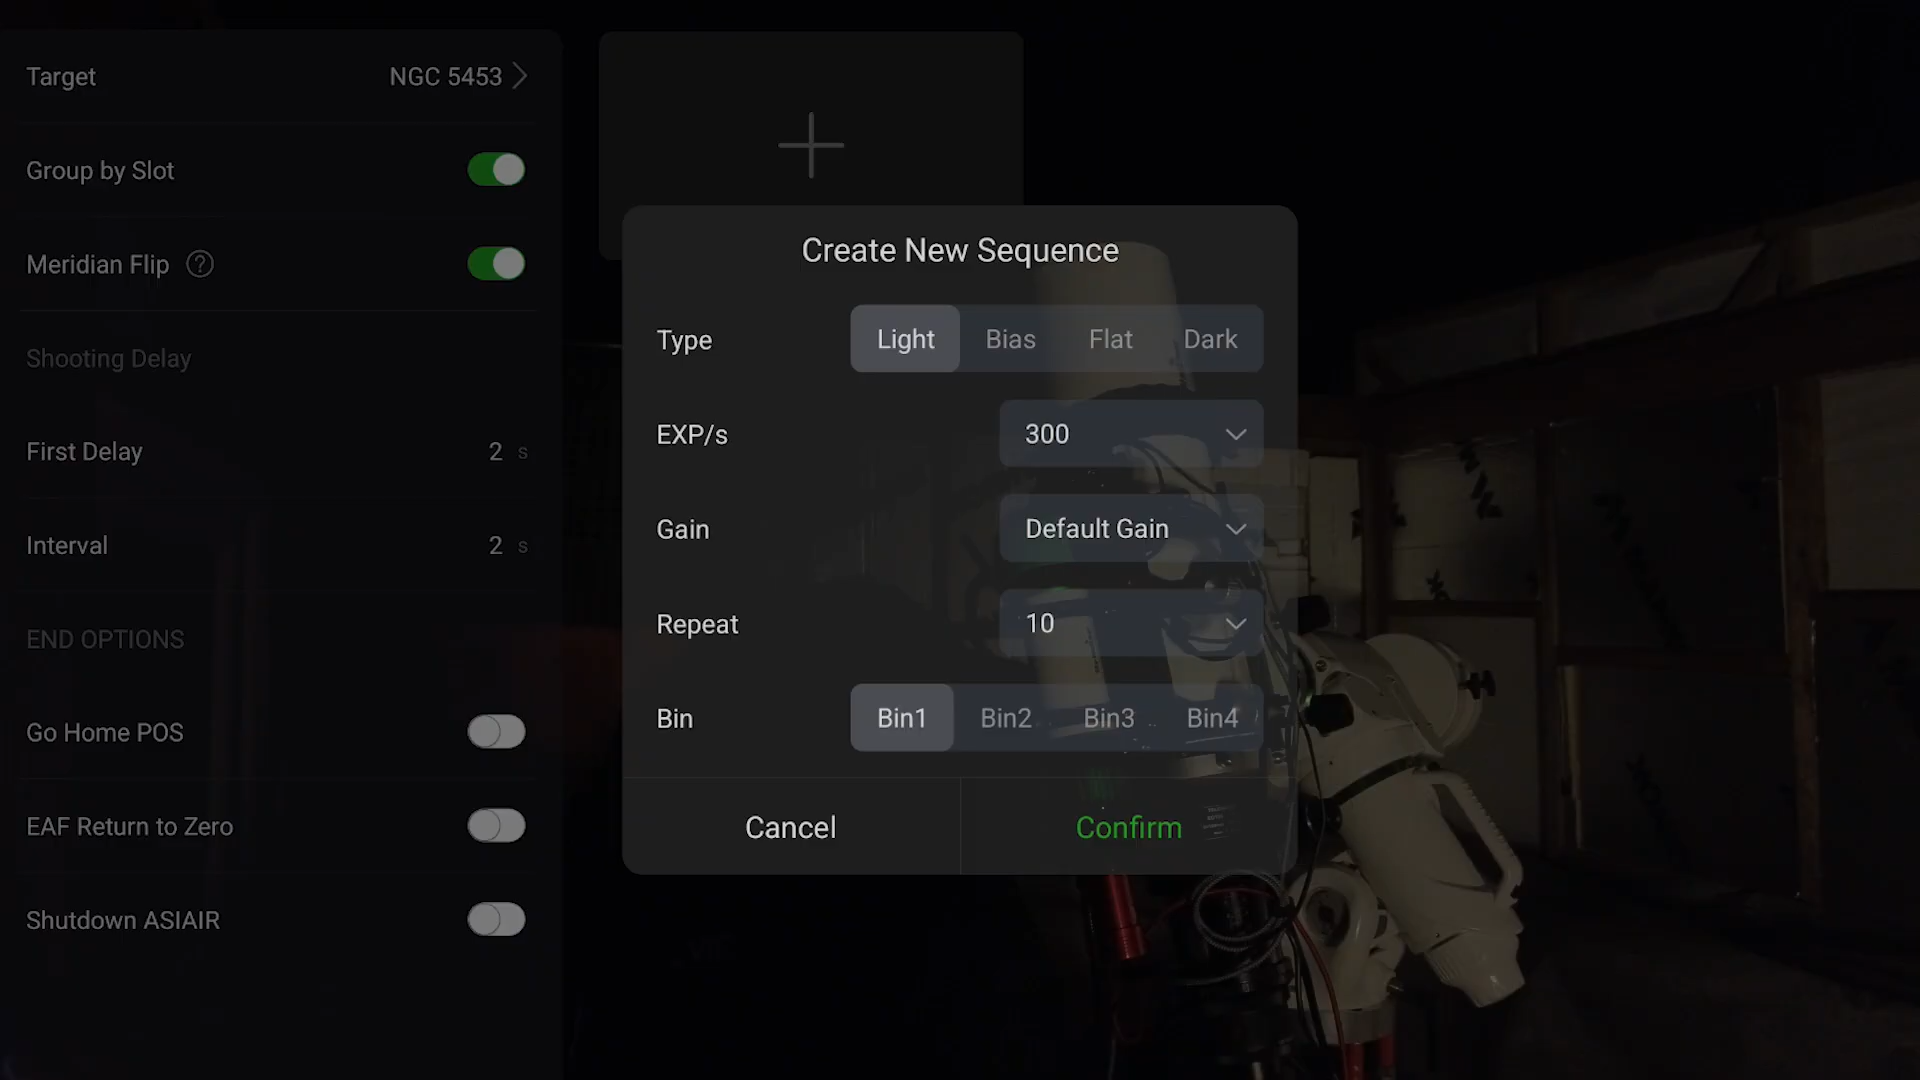 Target NGC 5453
Group by Slot
Meridian Flip ?
Shooting Delay
First Delay 2 s
Interval 2 s
END OPTIONS
Go Home POS
EAF Return to Zero
Shutdown ASIAIR
Create New Sequence
Type Light Bias Flat Dark
EXP/s 300
Gain Default Gain
Repeat 10
Bin Bin1 Bin2 Bin3 Bin4
Cancel Confirm